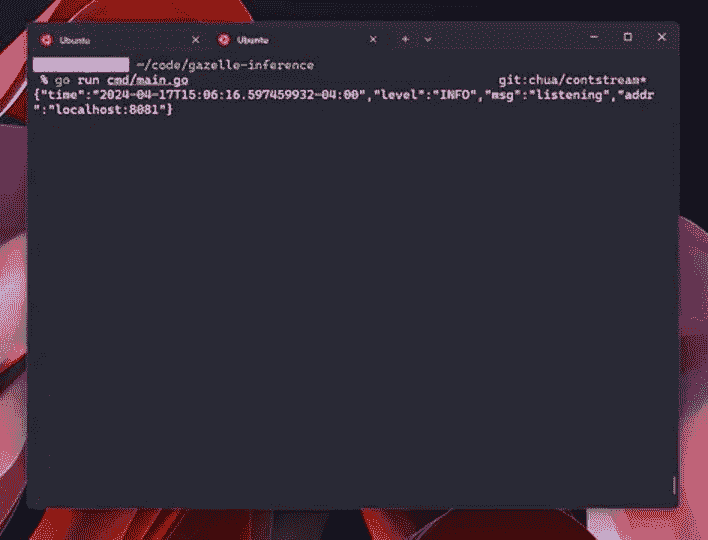 Ubuntu
Ubuntu
~/code/gazelle-inference
% go run cmd/main.go git:chua/contstream*
{"time":"2024-04-17T15:06:16.597459932-04:00","level":"INFO","msg":"listening","addr
":"localhost:8081"}